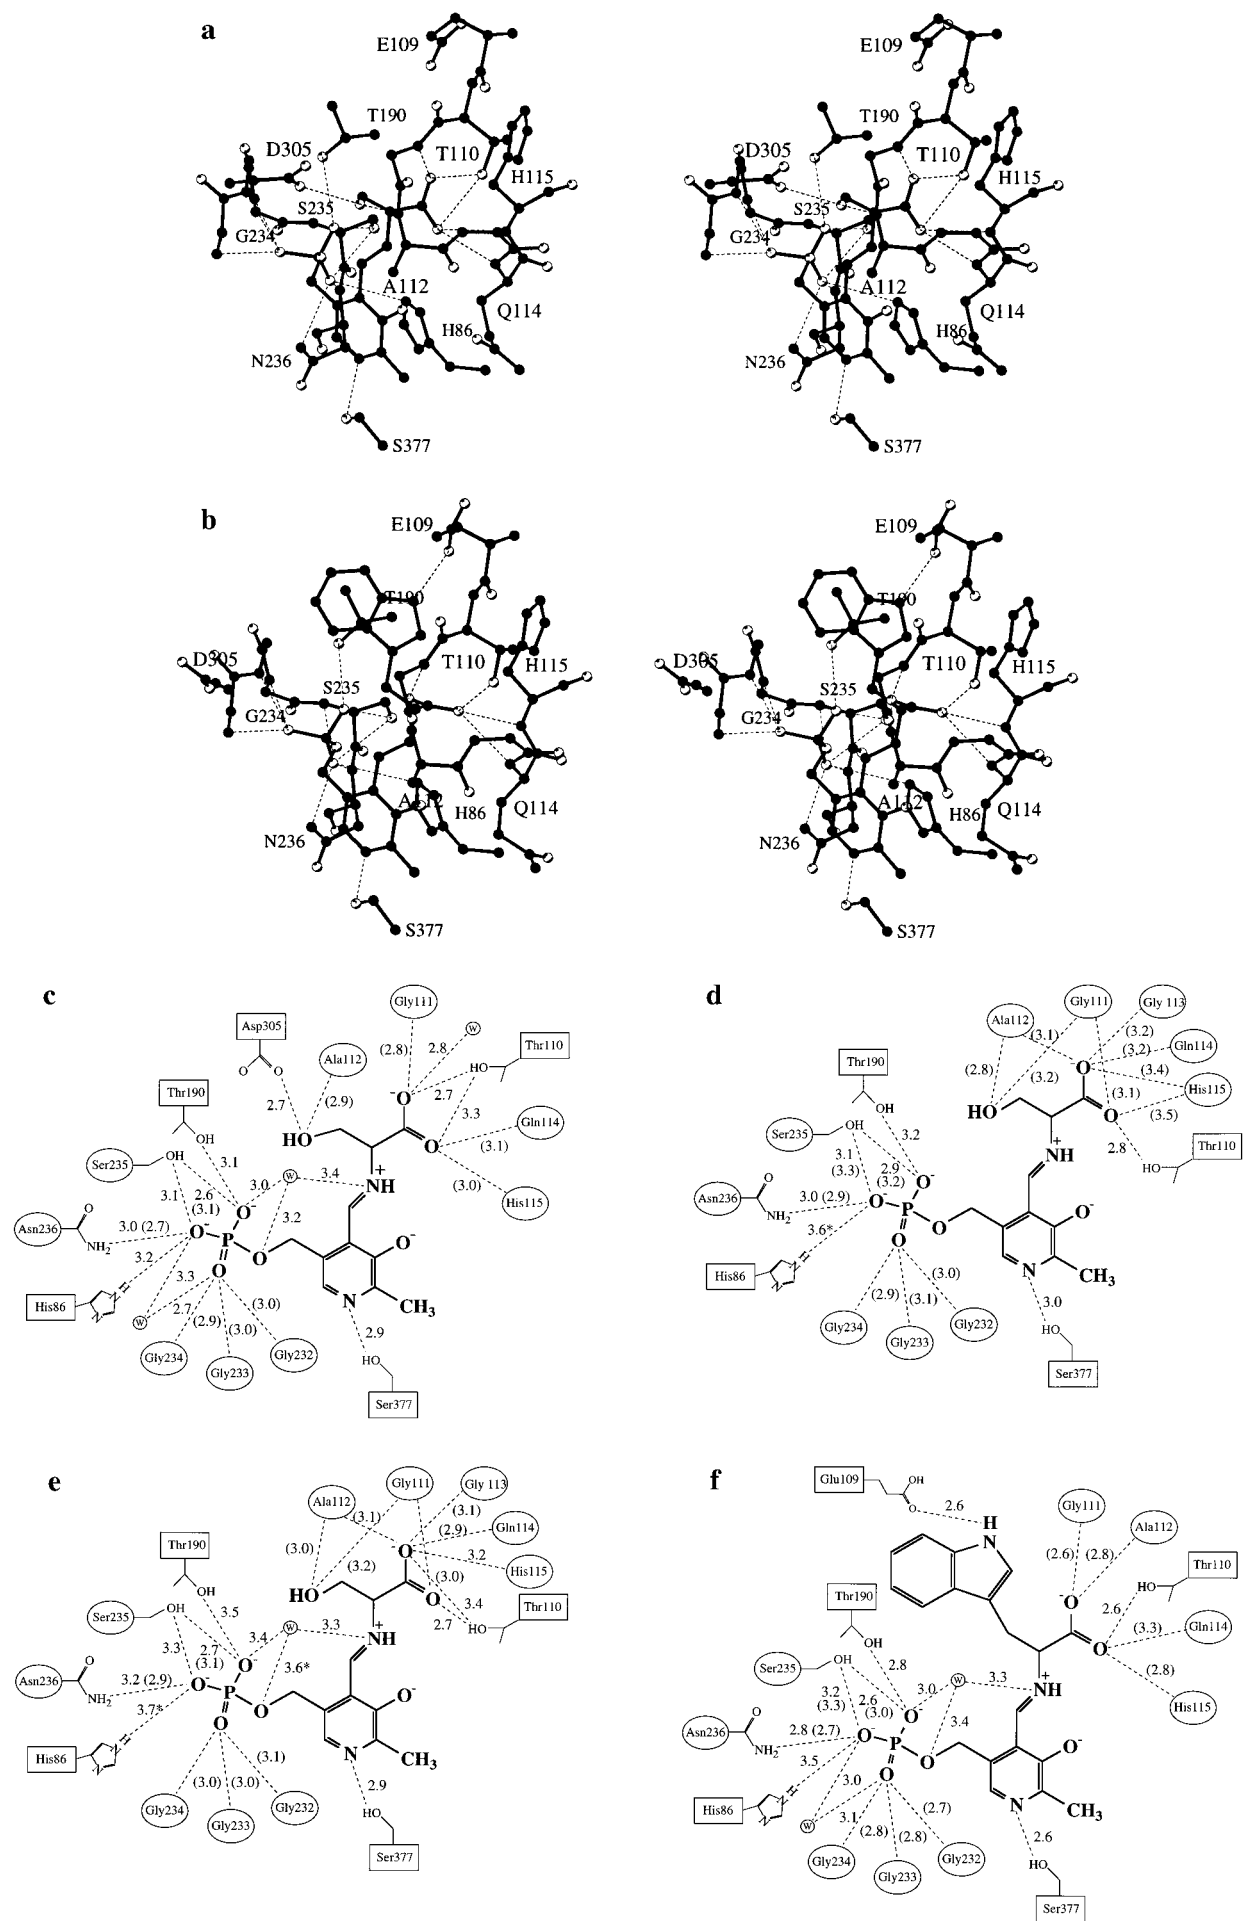 a
E109 E109
T190 T190
D305 T110 D305 T110
H115 H115
S235 S235
G234 G234
A112 A112
Q114 Q114
H86 H86
N236 N236
S377 S377
b
E109 E109
T190 T190
D305 T110 H115 D305 T110 H115
S235 S235
G234 G234
A112 H86 Q114 A112 H86 Q114
N236 N236
S377 S377
c
Gly111
Asp305
W
(2.8) 2.8
Thr110
O O
Ala112
HO
2.7
Thr190
2.7 (2.9)
O-
3.3
Gln114
HO
O
(3.1)
OH
Ser235
OH
3.1
3.4
+
NH
(3.0)
His115
3.1 2.6
(3.1)
3.0
W
O
Asn236
NH2
3.0 (2.7)
O-
-O P O
3.2
O-
3.2
O
H
N
N
His86
3.3
W
2.7
(2.9)
(3.0)
(3.0)
N
CH3
2.9
Gly234
Gly233
Gly232
HO
Ser377
d
Gly111
Gly 113
Ala112
(3.1)
(3.2)
(3.2)
Gln114
Thr190
-O
(3.4)
His115
(2.8)
(3.2)
(3.1)
(3.5)
HO
O
OH
Ser235
OH
3.2
2.8
HO
Thr110
+
NH
3.1
(3.3)
2.9
(3.2)
O-
O
Asn236
NH2
3.0 (2.9)
-O P O
O-
3.6*
O
His86
H
N
N
(2.9)
(3.1)
(3.0)
N
CH3
3.0
Gly234
Gly233
Gly232
HO
Ser377
e
Gly111
Gly 113
Ala112
(3.1)
(3.1)
(2.9)
Gln114
Thr190
(3.0)
-O
3.2
His115
(3.2)
(3.0)
HO
O
3.4
2.7
HO
Thr110
OH
Ser235
OH
3.5
W
3.3
+
NH
3.3
2.7
(3.1)
3.4
O-
3.6*
O
Asn236
NH2
3.2 (2.9)
-O P O
O-
3.7*
O
His86
H
N
N
(3.0)
(3.0)
(3.1)
N
CH3
2.9
Gly234
Gly233
Gly232
HO
Ser377
f
Glu109
OH
O
2.6
H
N
Gly111
Ala112
(2.6)
(2.8)
Thr110
HO
-O
2.6
Thr190
(3.3)
Gln114
O
(2.8)
His115
OH
Ser235
OH
2.8
W
3.3
+
NH
3.2
(3.3)
2.6
(3.0)
3.0
O-
3.4
O
Asn236
NH2
2.8 (2.7)
O-
P O
O-
3.5
O
H
N
N
His86
3.0
W
3.1
(2.8)
(2.8)
(2.7)
N
CH3
2.6
Gly234
Gly233
Gly232
HO
Ser377